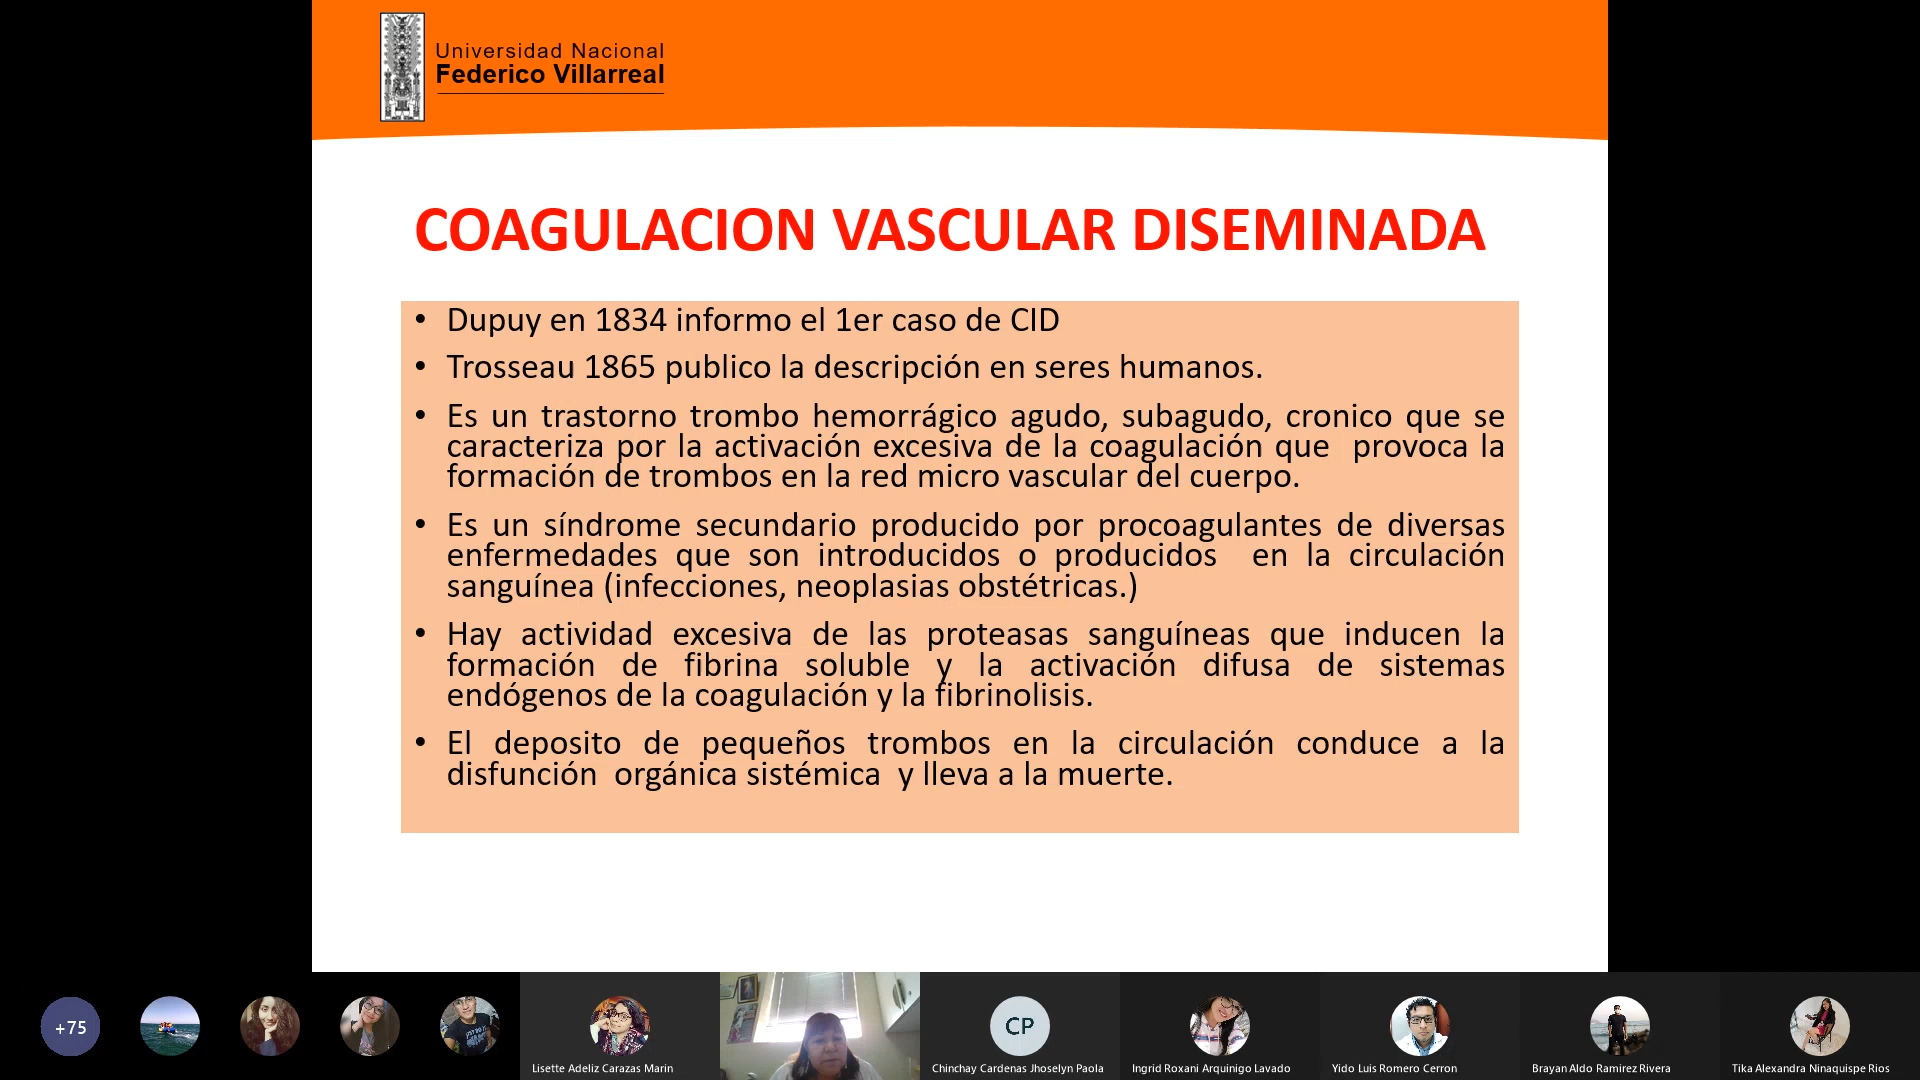 Universidad Nacional
Federico Villarreal
COAGULACION VASCULAR DISEMINADA
• Dupuy en 1834 informo el 1er caso de CID
• Trosseau 1865 publico la descripción en seres humanos.
• Es un trastorno trombo hemorrágico agudo, subagudo, cronico que se
caracteriza por la activación excesiva de la coagulación que provoca la
formación de trombos en la red micro vascular del cuerpo.
• Es un síndrome secundario producido por procoagulantes de diversas
enfermedades que son introducidos o producidos en la circulación
sanguínea (infecciones, neoplasias obstétricas.)
• Hay actividad excesiva de las proteasas sanguíneas que inducen la
formación de fibrina soluble y la activación difusa de sistemas
endógenos de la coagulación y la fibrinolisis.
• El deposito de pequeños trombos en la circulación conduce a la
disfunción orgánica sistémica y lleva a la muerte.
+75
CP
Lisette Adeliz Carazas Marin
Chinchay Cardenas Jhoselyn Paola
Ingrid Roxani Arquinigo Lavado
Yido Luis Romero Cerron
Brayan Aldo Ramirez Rivera
Tika Alexandra Ninaquispe Rios